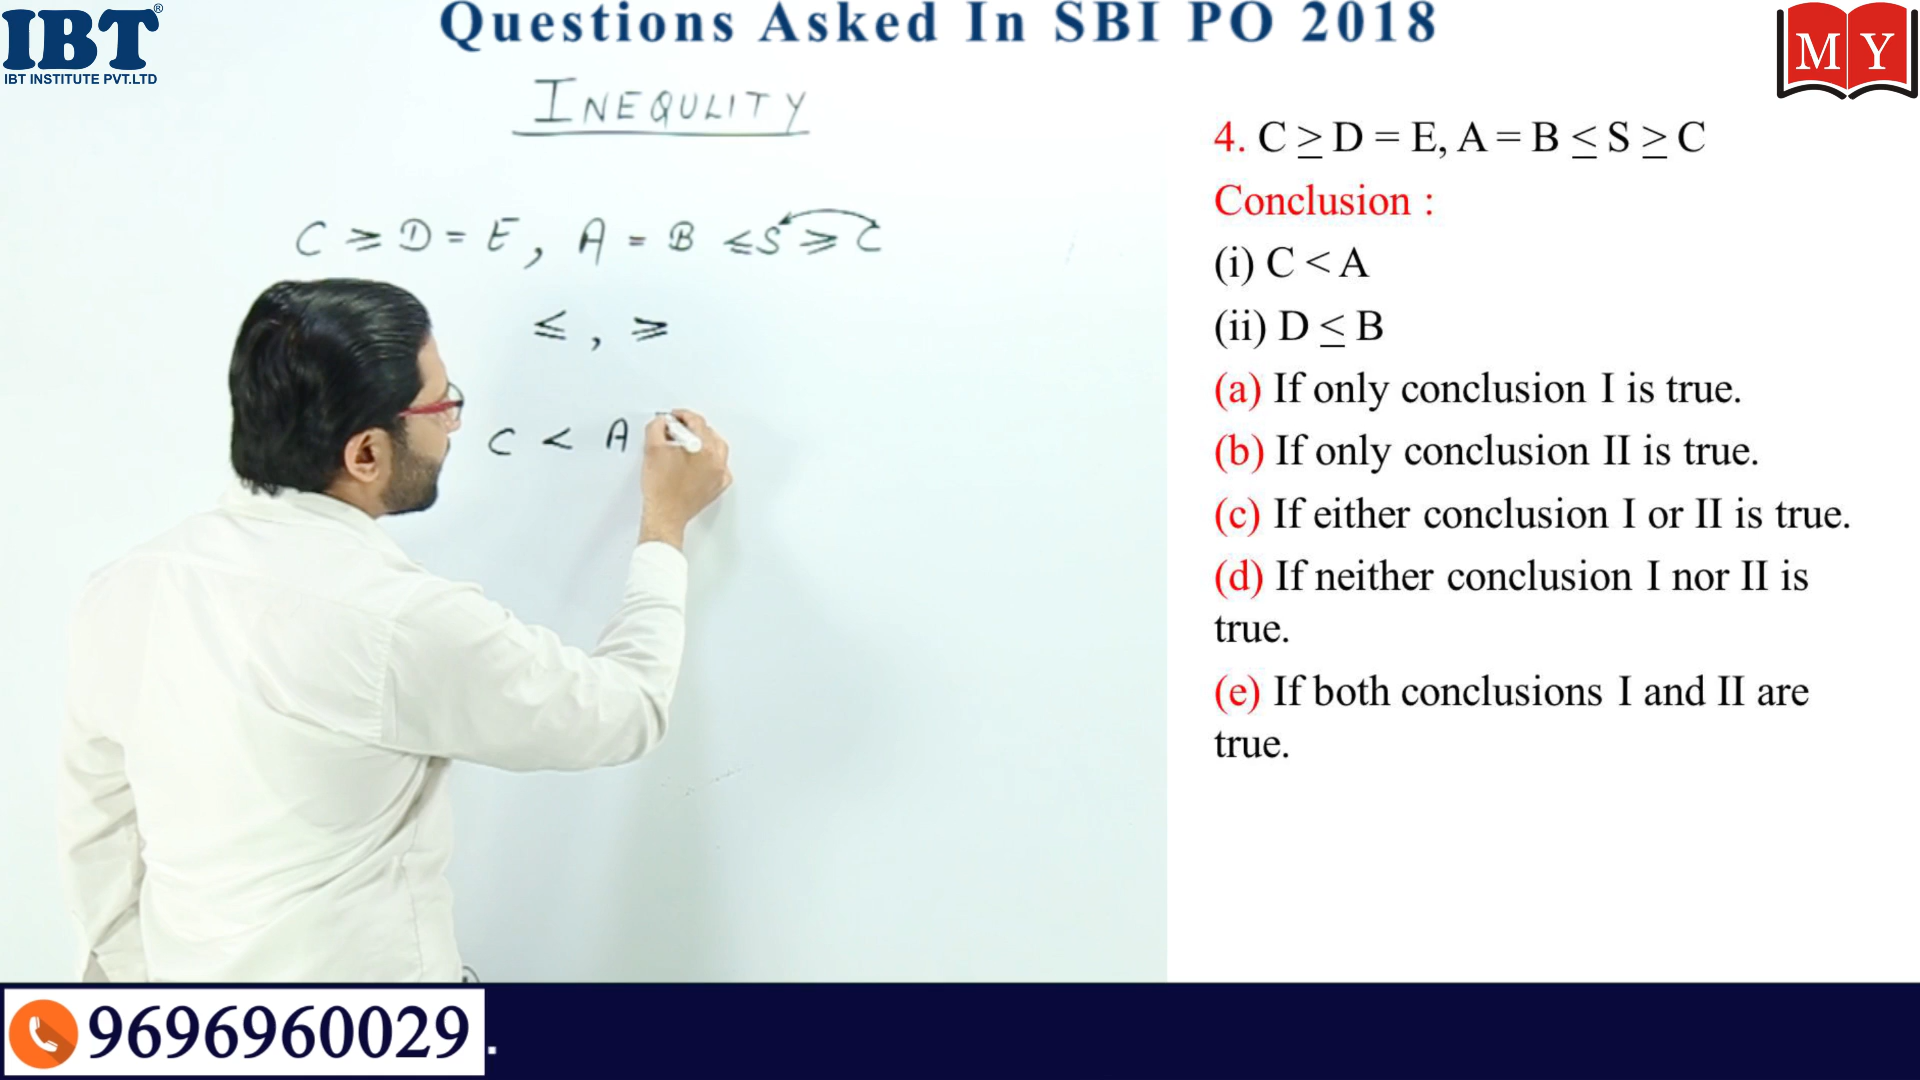 IBT®
IBT INSTITUTE PVT.LTD
Questions Asked In SBI PO 2018
M Y
INEQULITY
C ≥ D = E, A = B ≤ S ≥ C
≤ , ≥
C < A
4. C ≥ D = E, A = B ≤ S ≥ C
Conclusion :
(i) C < A
(ii) D ≤ B
(a) If only conclusion I is true.
(b) If only conclusion II is true.
(c) If either conclusion I or II is true.
(d) If neither conclusion I nor II is
true.
(e) If both conclusions I and II are
true.
9696960029 .